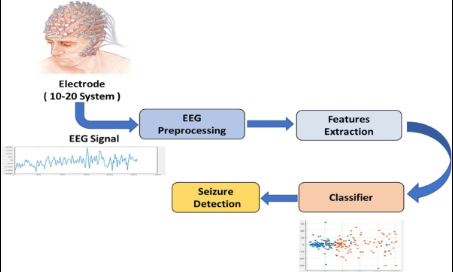 Electrode
( 10-20 System )
EEG
Preprocessing
Features
Extraction
EEG Signal
Seizure
Detection
Classifier